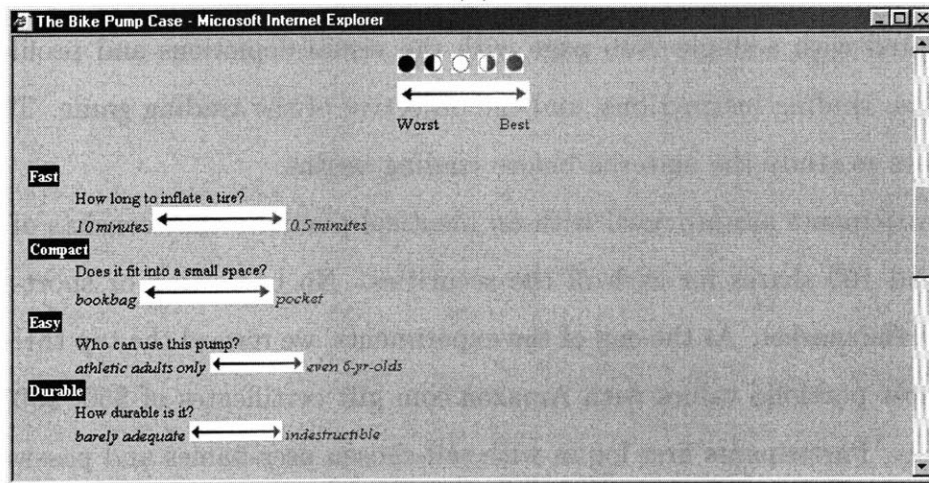 The Bike Pump Case - Microsoft Internet Explorer
Worst Best
Fast
How long to inflate a tire?
10 minutes 0.5 minutes
Compact
Does it fit into a small space?
bookbag pocket
Easy
Who can use this pump?
athletic adults only even 6-yr-olds
Durable
How durable is it?
barely adequate indestructible